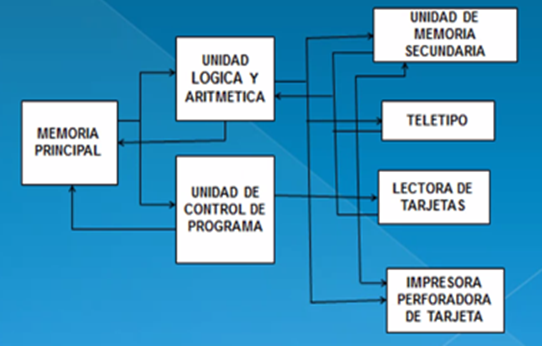 MEMORIA
PRINCIPAL
UNIDAD
LOGICA Y
ARITMETICA
UNIDAD DE
CONTROL DE
PROGRAMA
UNIDAD DE
MEMORIA
SECUNDARIA
TELETIPO
LECTORA DE
TARJETAS
IMPRESORA
PERFORADORA
DE TARJETA